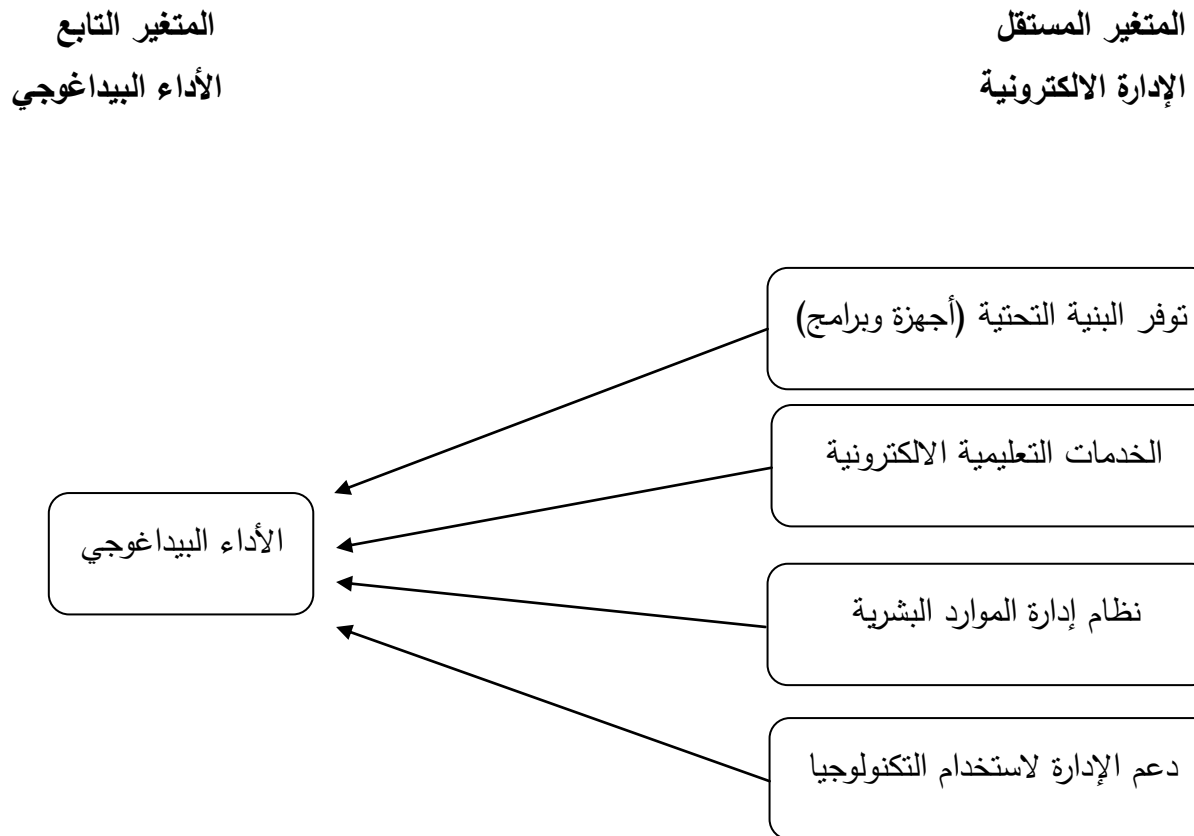 المتغير المستقل
الإدارة الالكترونية
المتغير التابع
الأداء البيداغوجي
توفر البنية التحتية (أجهزة وبرامج)
الخدمات التعليمية الالكترونية
نظام إدارة الموارد البشرية
دعم الإدارة لاستخدام التكنولوجيا
الأداء البيداغوجي